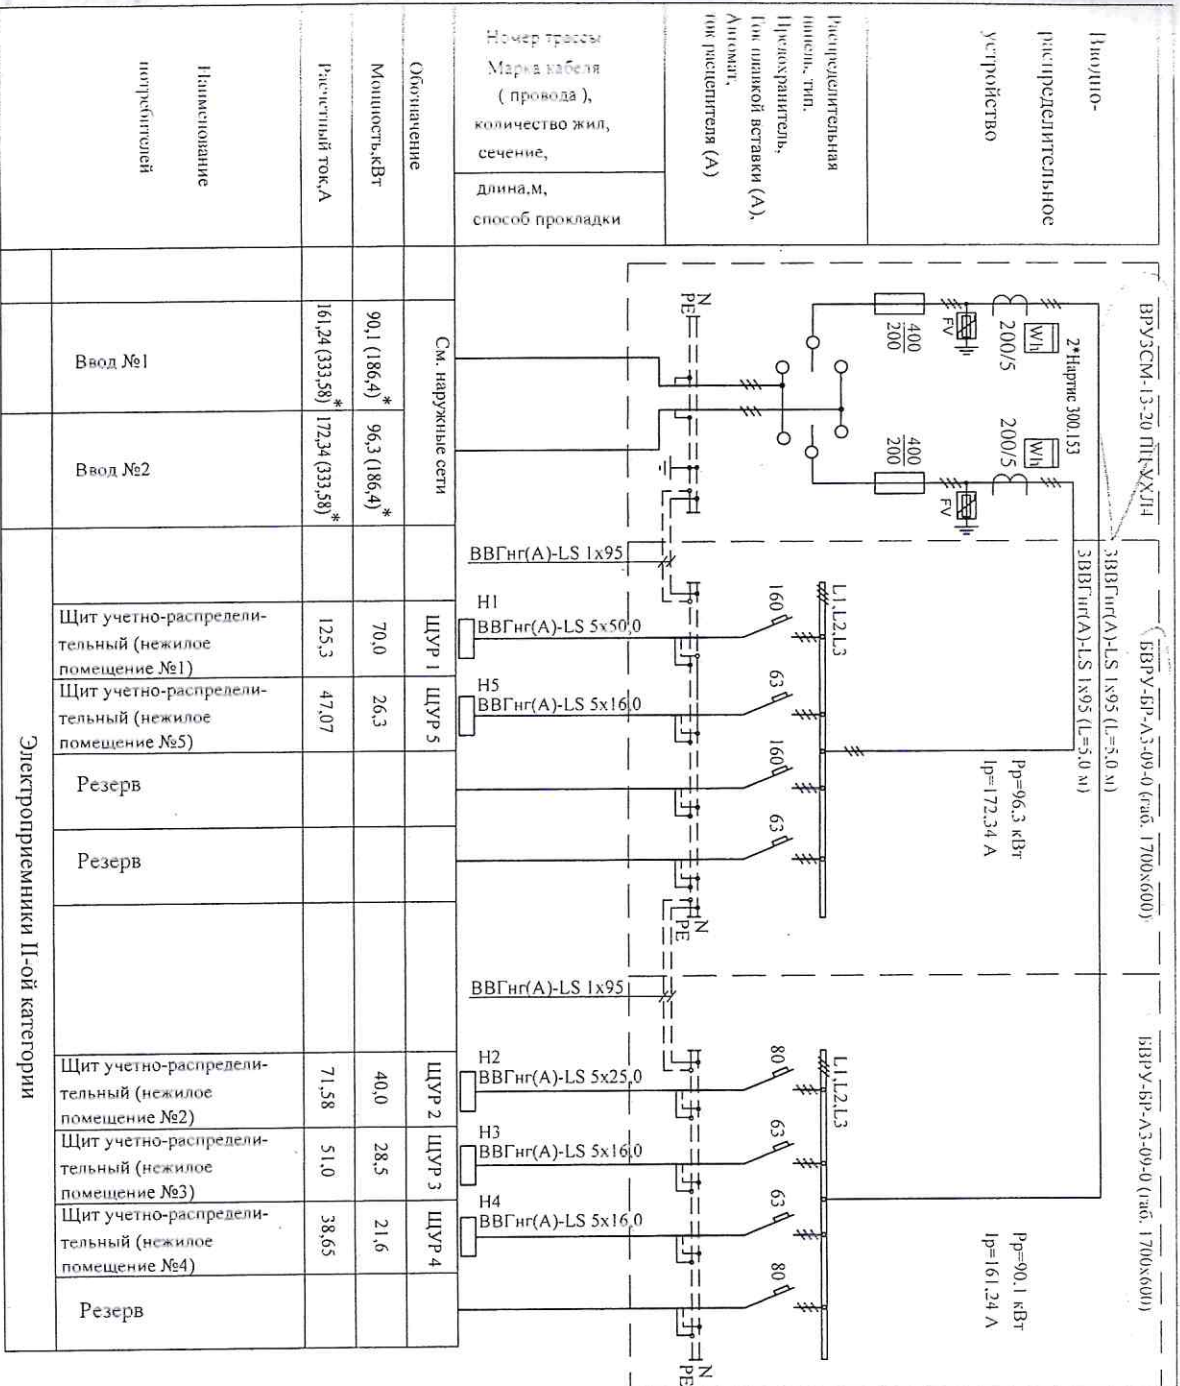 Вводно-
распределительное
устройство
Распределительная
панель, тип.
Предохранитель,
Ток плавкой вставки (А),
Автомат,
ток расцепителя (А)
Номер трассы
Марка кабеля
( провода ),
количество жил,
сечение,
длина,м,
способ прокладки
Обозначение
Мощность,кВт
Расчетный ток,А
Наименование
потребителей
ВРУ3СМ-13-20 ПЦ УХЛ4
БВРУ-БР-А3-09-0 (габ. 1700х600)
БВРУ-БР-А3-09-0 (габ. 1700х600)
2*Нартис 300.153
Wh
200/5
Wh
200/5
FV
FV
400
200
400
200
3ВВГнг(А)-LS 1х95 (L=5,0 м)
3ВВГнг(А)-LS 1х95 (L=5,0 м)
Рр=96,3 кВт
Iр=172,34 А
Рр=90,1 кВт
Iр=161,24 А
L1,L2,L3
L1,L2,L3
160
63
160
63
80
63
63
80
N
PE
N
PE
N
PE
ВВГнг(А)-LS 1х95
ВВГнг(А)-LS 1х95
Н1
ВВГнг(А)-LS 5х50,0
Н5
ВВГнг(А)-LS 5х16,0
Н2
ВВГнг(А)-LS 5х25,0
Н3
ВВГнг(А)-LS 5х16,0
Н4
ВВГнг(А)-LS 5х16,0
См. наружные сети
90,1 (186,4)*
161,24 (333,58)*
Ввод №1
96,3 (186,4)*
172,34 (333,58)*
Ввод №2
ЩУР 1
70,0
125,3
Щит учетно-распредели-
тельный (нежилое
помещение №1)
ЩУР 5
26,3
47,07
Щит учетно-распредели-
тельный (нежилое
помещение №5)
Резерв
Резерв
ЩУР 2
40,0
71,58
Щит учетно-распредели-
тельный (нежилое
помещение №2)
ЩУР 3
28,5
51,0
Щит учетно-распредели-
тельный (нежилое
помещение №3)
ЩУР 4
21,6
38,65
Щит учетно-распредели-
тельный (нежилое
помещение №4)
Резерв
Электроприемники II-ой категории